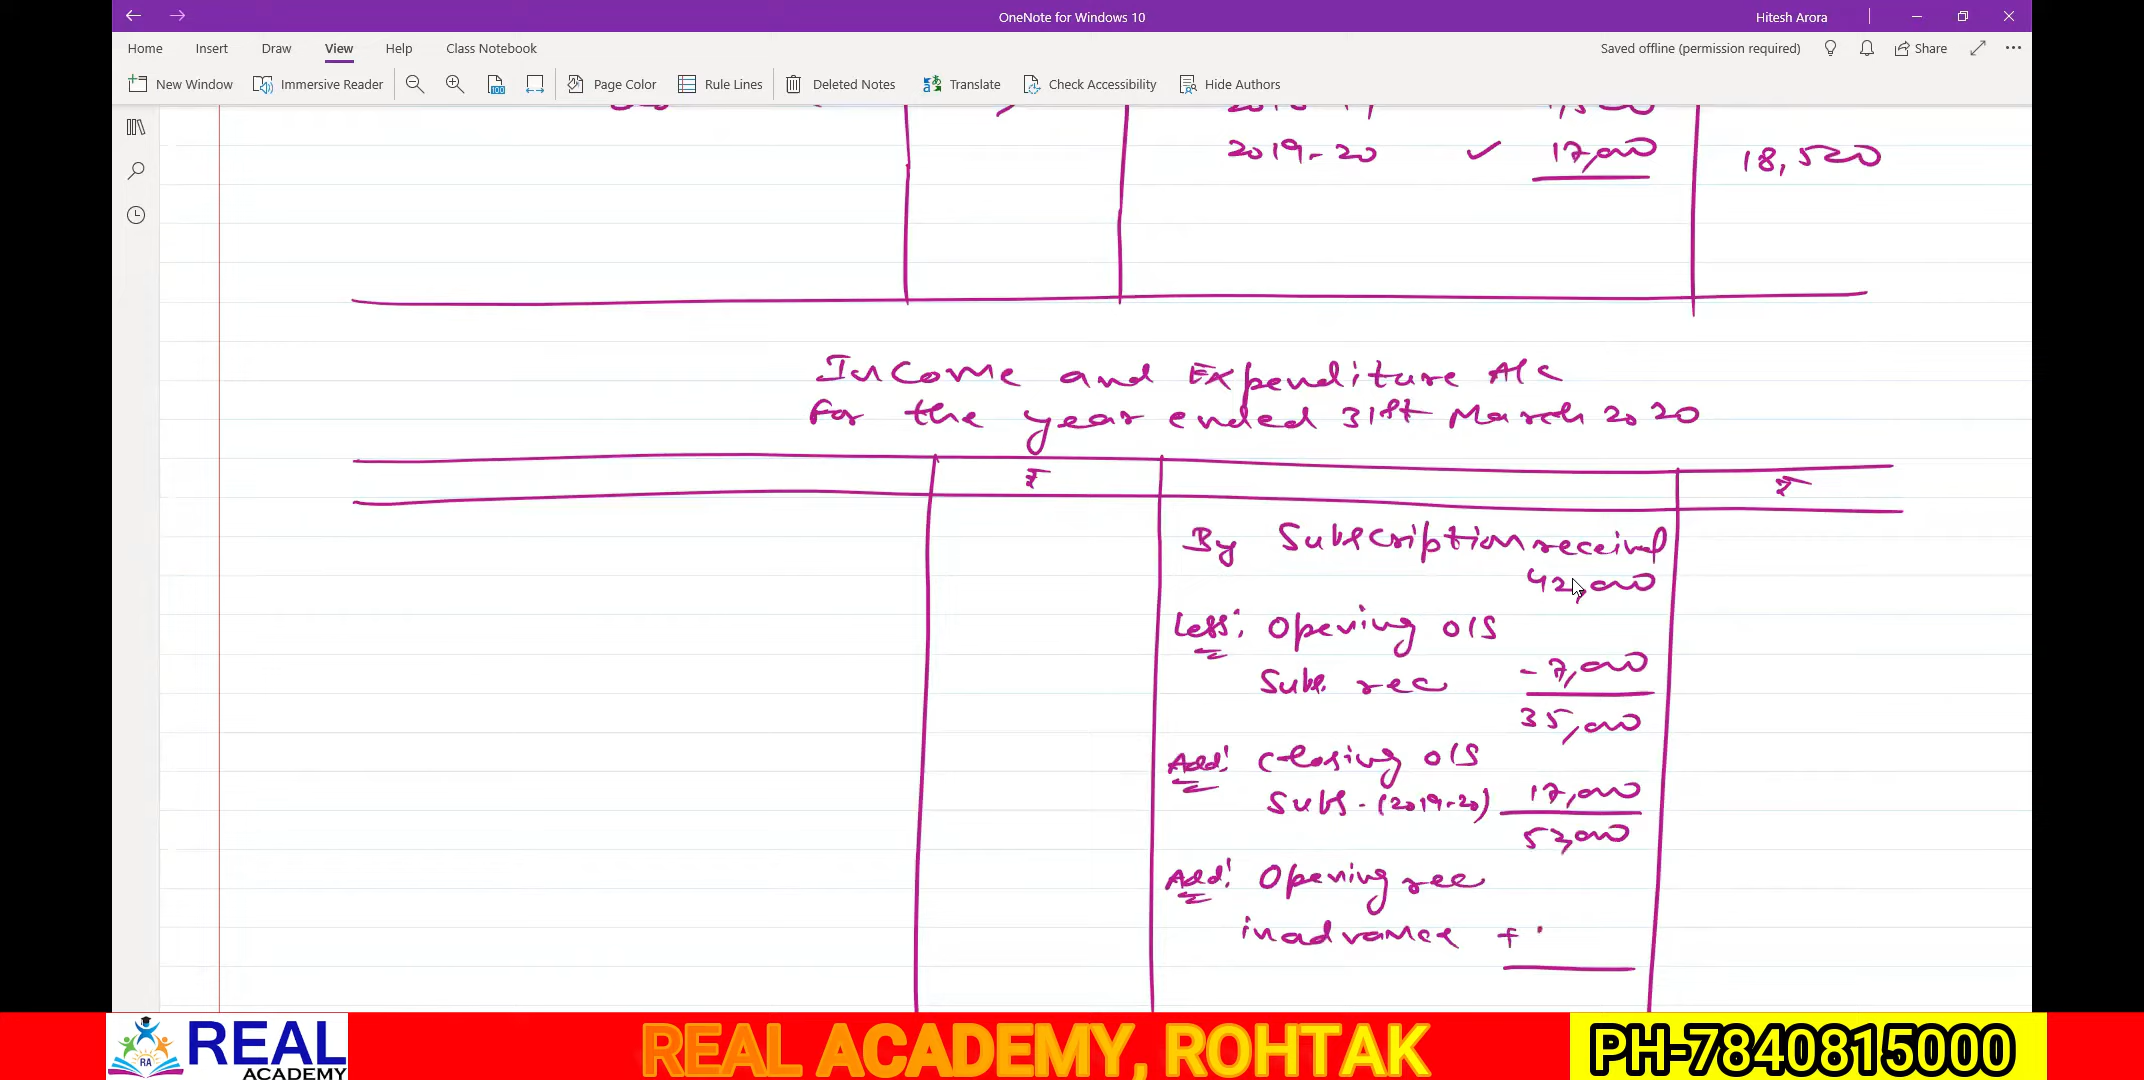 OneNote for Windows 10
Hitesh Arora
Home Insert Draw View Help Class Notebook
Saved offline (permission required) Share
New Window Immersive Reader Page Color Rule Lines Deleted Notes Translate Check Accessibility Hide Authors
2019-20 ✓ 17,000 18,520
Income and Expenditure A/c
For the year ended 31st March 2020
₹ ₹
By Subscription received
42,000
Less: Opening O/S
Subs. rec - 7,000
35,000
Add: Closing O/S
Subs - (2019-20) 17,000
52,000
Add: Opening rec
in advance +
RA REAL ACADEMY
REAL ACADEMY, ROHTAK
PH-7840815000